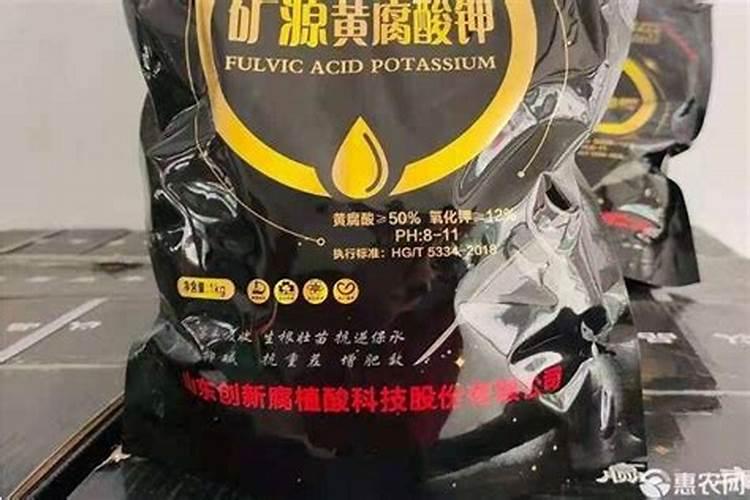 矿源黄腐酸钾
FULVIC ACID POTASSIUM
黄腐酸≥50% 氧化钾≥12%
PH:8-11
执行标准: HG/T 5334-2018
净含量: 1kg
生根壮苗 抗逆保水
抗重茬 增肥效
山东创新腐植酸科技股份有限公司
惠农网